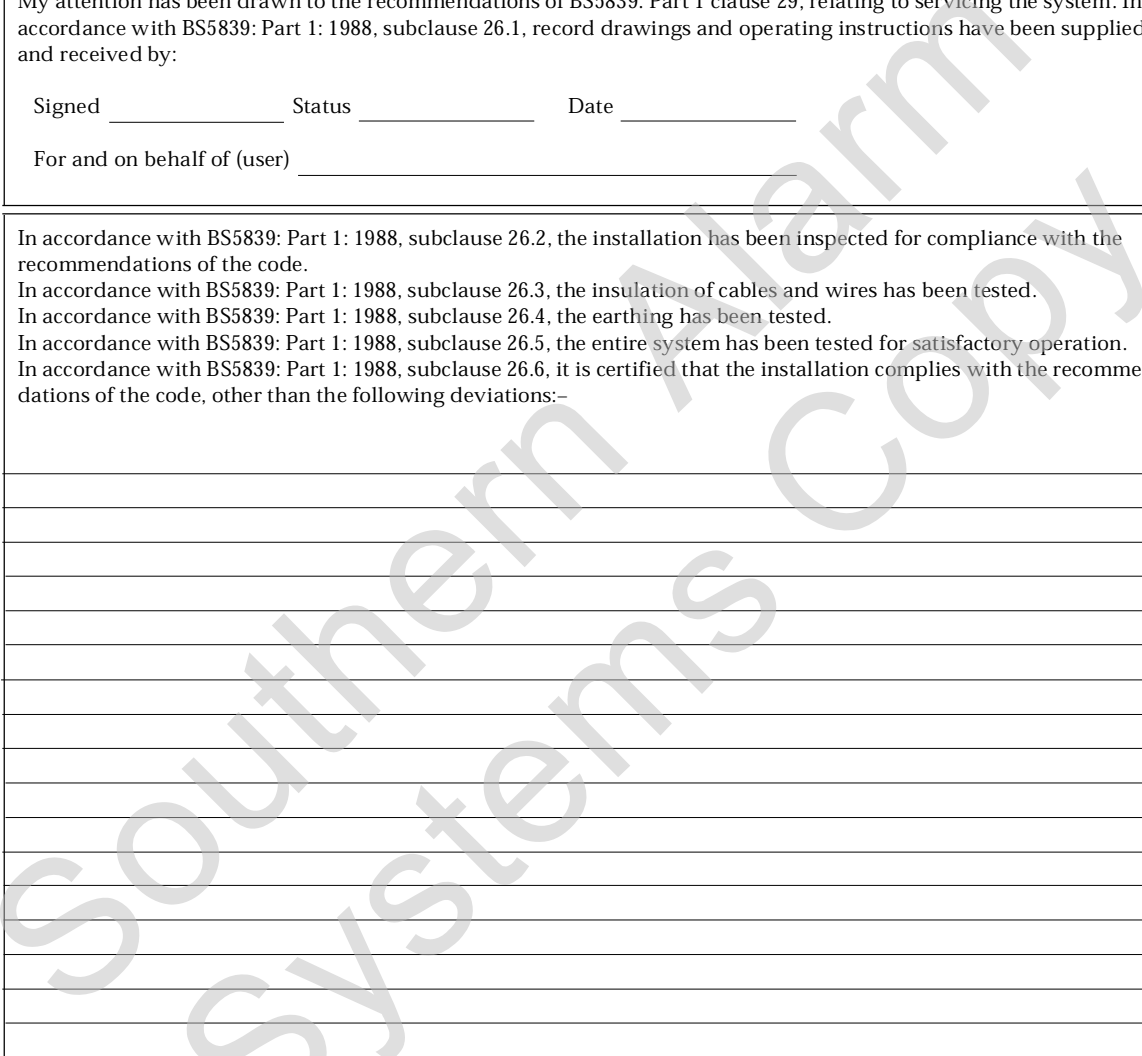 My attention has been drawn to the recommendations of BS5839: Part 1 clause 29, relating to servicing the system. In
accordance with BS5839: Part 1: 1988, subclause 26.1, record drawings and operating instructions have been supplied
and received by:
Signed Status Date
For and on behalf of (user)
In accordance with BS5839: Part 1: 1988, subclause 26.2, the installation has been inspected for compliance with the
recommendations of the code.
In accordance with BS5839: Part 1: 1988, subclause 26.3, the insulation of cables and wires has been tested.
In accordance with BS5839: Part 1: 1988, subclause 26.4, the earthing has been tested.
In accordance with BS5839: Part 1: 1988, subclause 26.5, the entire system has been tested for satisfactory operation.
In accordance with BS5839: Part 1: 1988, subclause 26.6, it is certified that the installation complies with the recomme
dations of the code, other than the following deviations:–
Southern Alarm
Systems Copy